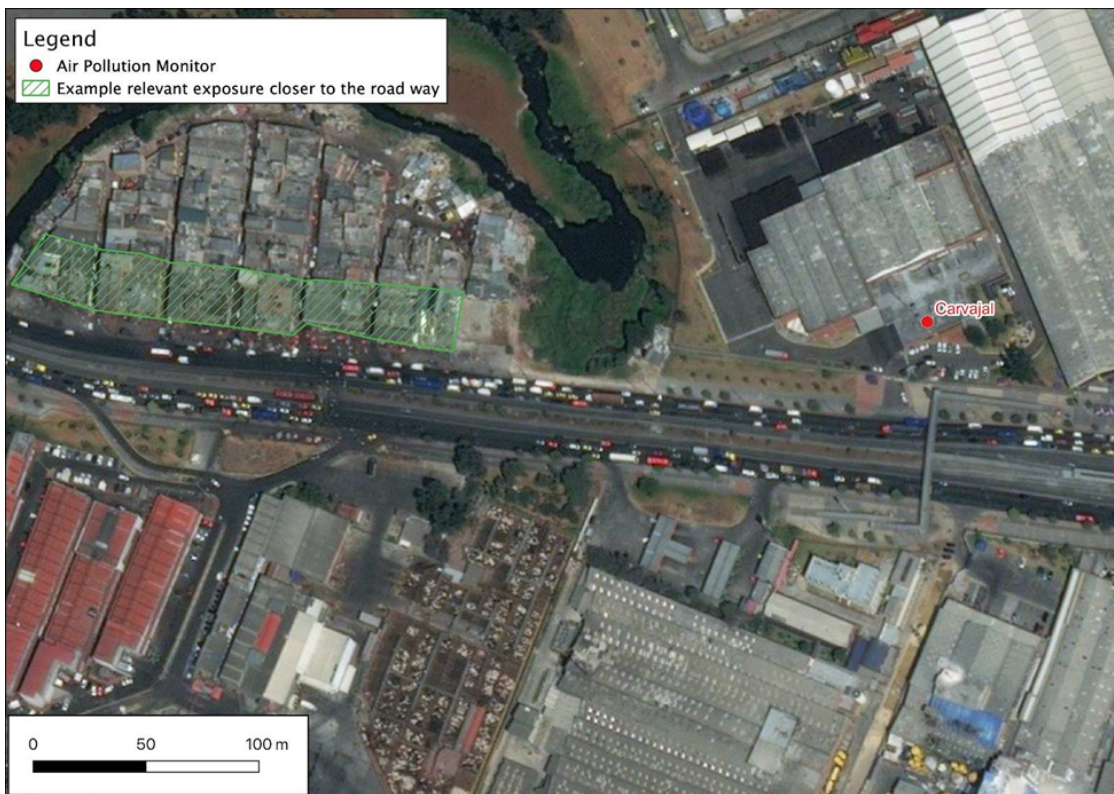 Legend
Air Pollution Monitor
Example relevant exposure closer to the road way
Carvajal
0 50 100 m